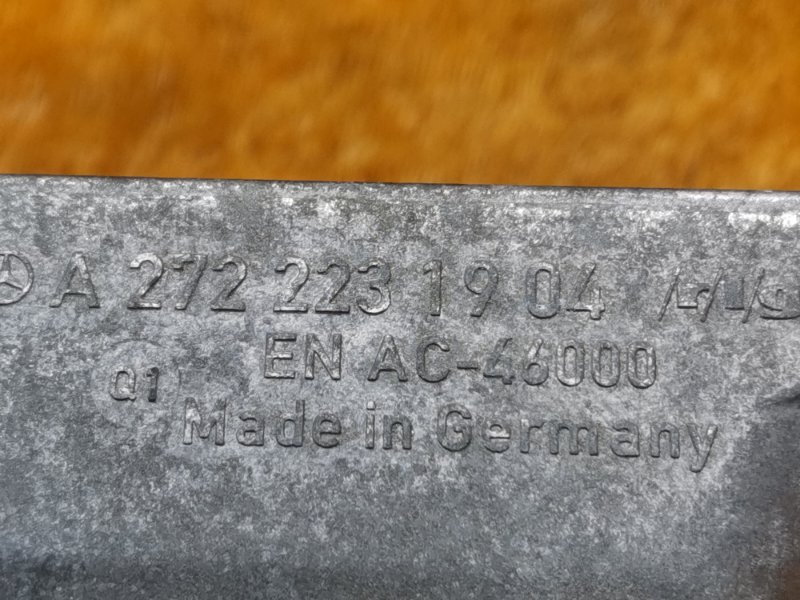 A 272 223 19 04
EN AC-46000
Q1
Made in Germany